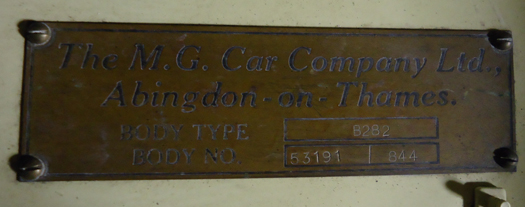 The M.G. Car Company Ltd.,
Abingdon-on-Thames.
BODY TYPE B282
BODY NO. 53191 844